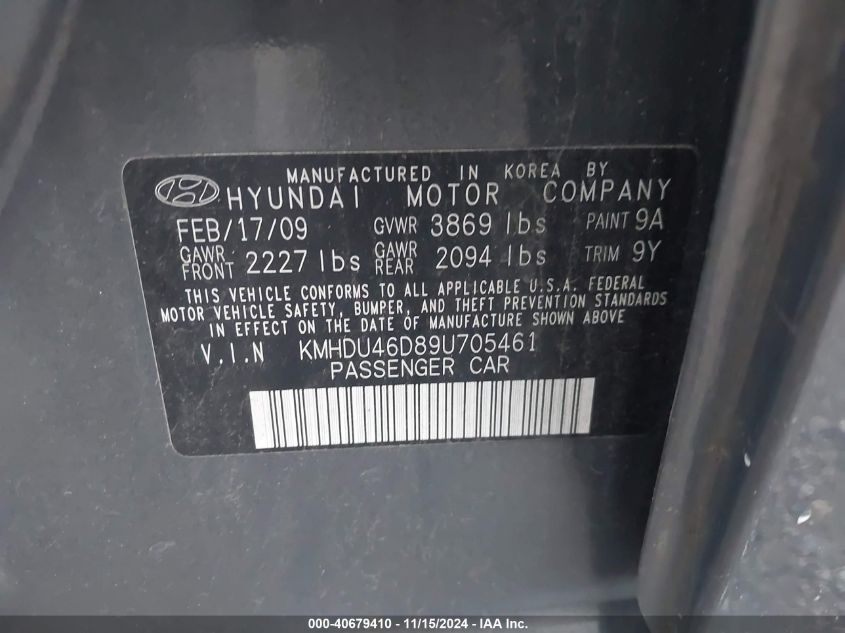 MANUFACTURED IN KOREA BY
HYUNDAI MOTOR COMPANY
FEB/17/09 GVWR 3869 lbs PAINT 9A
GAWR FRONT 2227 lbs GAWR REAR 2094 lbs TRIM 9Y
THIS VEHICLE CONFORMS TO ALL APPLICABLE U.S.A. FEDERAL
MOTOR VEHICLE SAFETY, BUMPER, AND THEFT PREVENTION STANDARDS
IN EFFECT ON THE DATE OF MANUFACTURE SHOWN ABOVE
V.I.N KMHDU46D89U705461
PASSENGER CAR
000-40679410 - 11/15/2024 - IAA Inc.